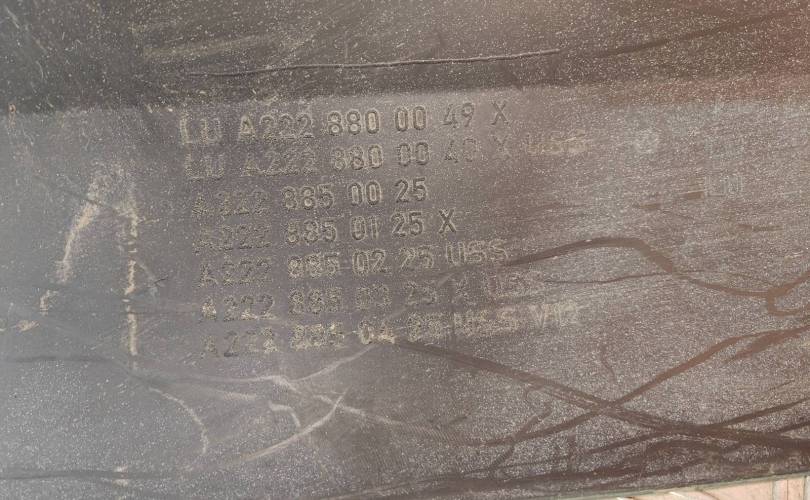 LU A222 880 00 49 X
LU A222 880 00 40 X USS
A222 885 00 25
A222 885 01 25 X
A222 885 02 25 USS
A222 885 03 25 X USS
A222 885 04 25 USS V12